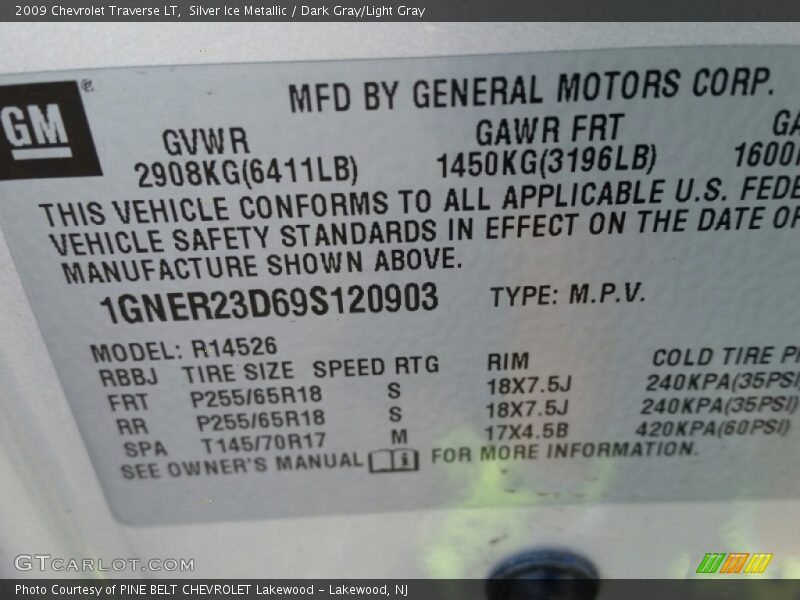 2009 Chevrolet Traverse LT, Silver Ice Metallic / Dark Gray/Light Gray
GM ®
MFD BY GENERAL MOTORS CORP.
GVWR GAWR FRT GA
2908KG(6411LB) 1450KG(3196LB) 1600
THIS VEHICLE CONFORMS TO ALL APPLICABLE U.S. FEDE
VEHICLE SAFETY STANDARDS IN EFFECT ON THE DATE OF
MANUFACTURE SHOWN ABOVE.
1GNER23D69S120903 TYPE: M.P.V.
MODEL: R14526
RBBJ TIRE SIZE SPEED RTG RIM COLD TIRE P
FRT P255/65R18 S 18X7.5J 240KPA(35PSI)
RR P255/65R18 S 18X7.5J 240KPA(35PSI)
SPA T145/70R17 M 17X4.5B 420KPA(60PSI)
SEE OWNER'S MANUAL FOR MORE INFORMATION.
GTCARLOT.COM
Photo Courtesy of PINE BELT CHEVROLET Lakewood - Lakewood, NJ